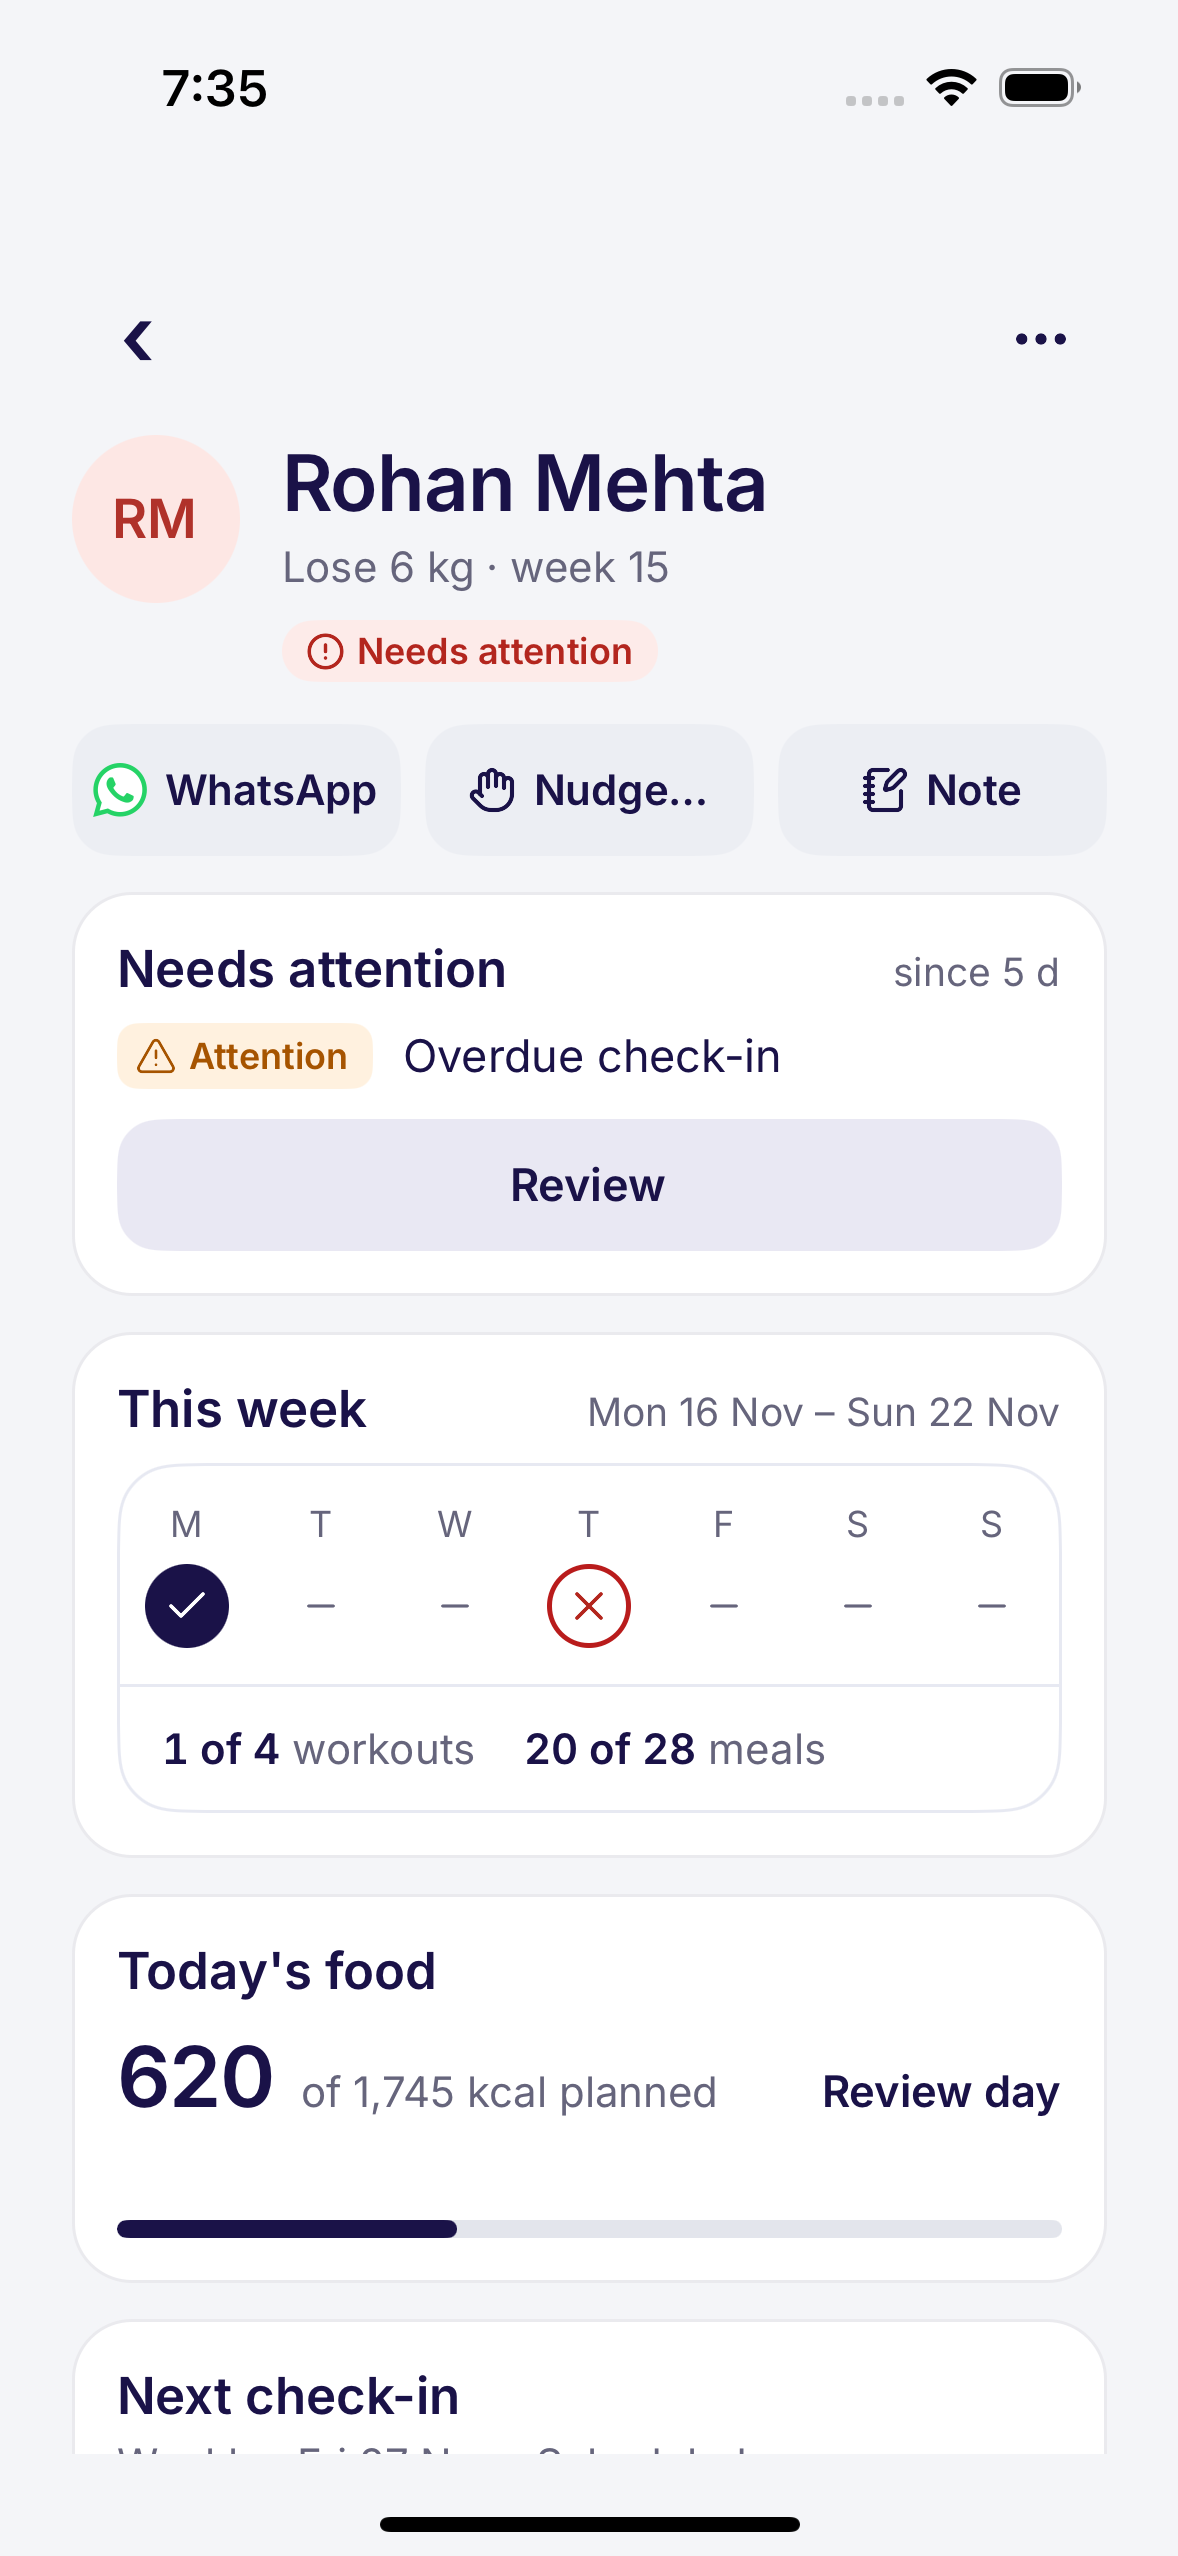 7:35
RM
Rohan Mehta
Lose 6 kg · week 15
Needs attention
WhatsApp
Nudge...
Note
Needs attention
since 5 d
Attention
Overdue check-in
Review
This week
Mon 16 Nov – Sun 22 Nov
M T W T F S S
1 of 4 workouts 20 of 28 meals
Today's food
620 of 1,745 kcal planned
Review day
Next check-in